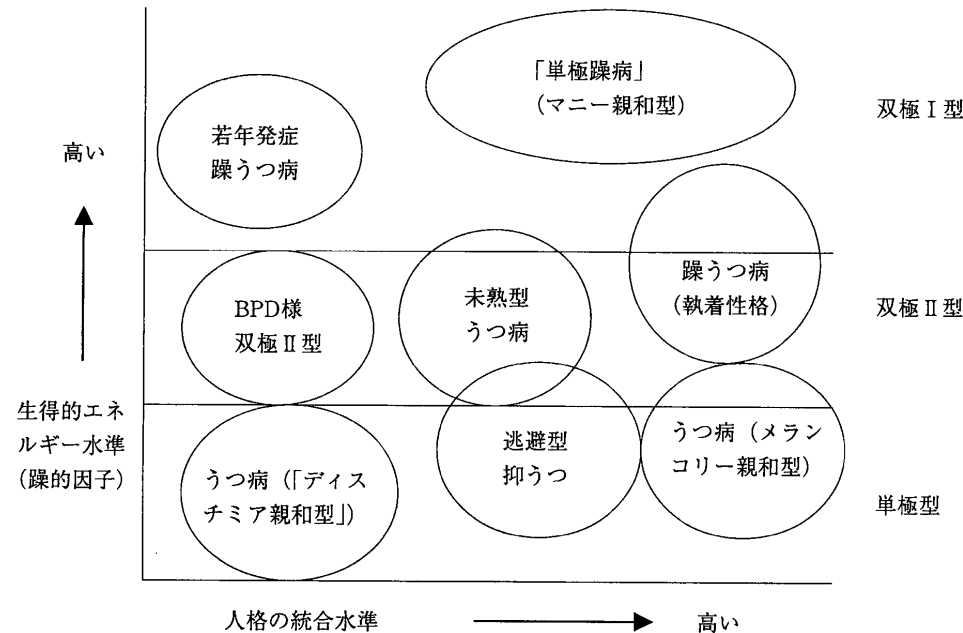 「単極躁病」
（マニー親和型）
双極Ⅰ型
若年発症
躁うつ病
高い
躁うつ病
（執着性格）
未熟型
うつ病
BPD様
双極Ⅱ型
双極Ⅱ型
生得的エネ
ルギー水準
（躁的因子）
うつ病（メラン
コリー親和型）
逃避型
抑うつ
うつ病（「ディス
チミア親和型」）
単極型
人格の統合水準
高い